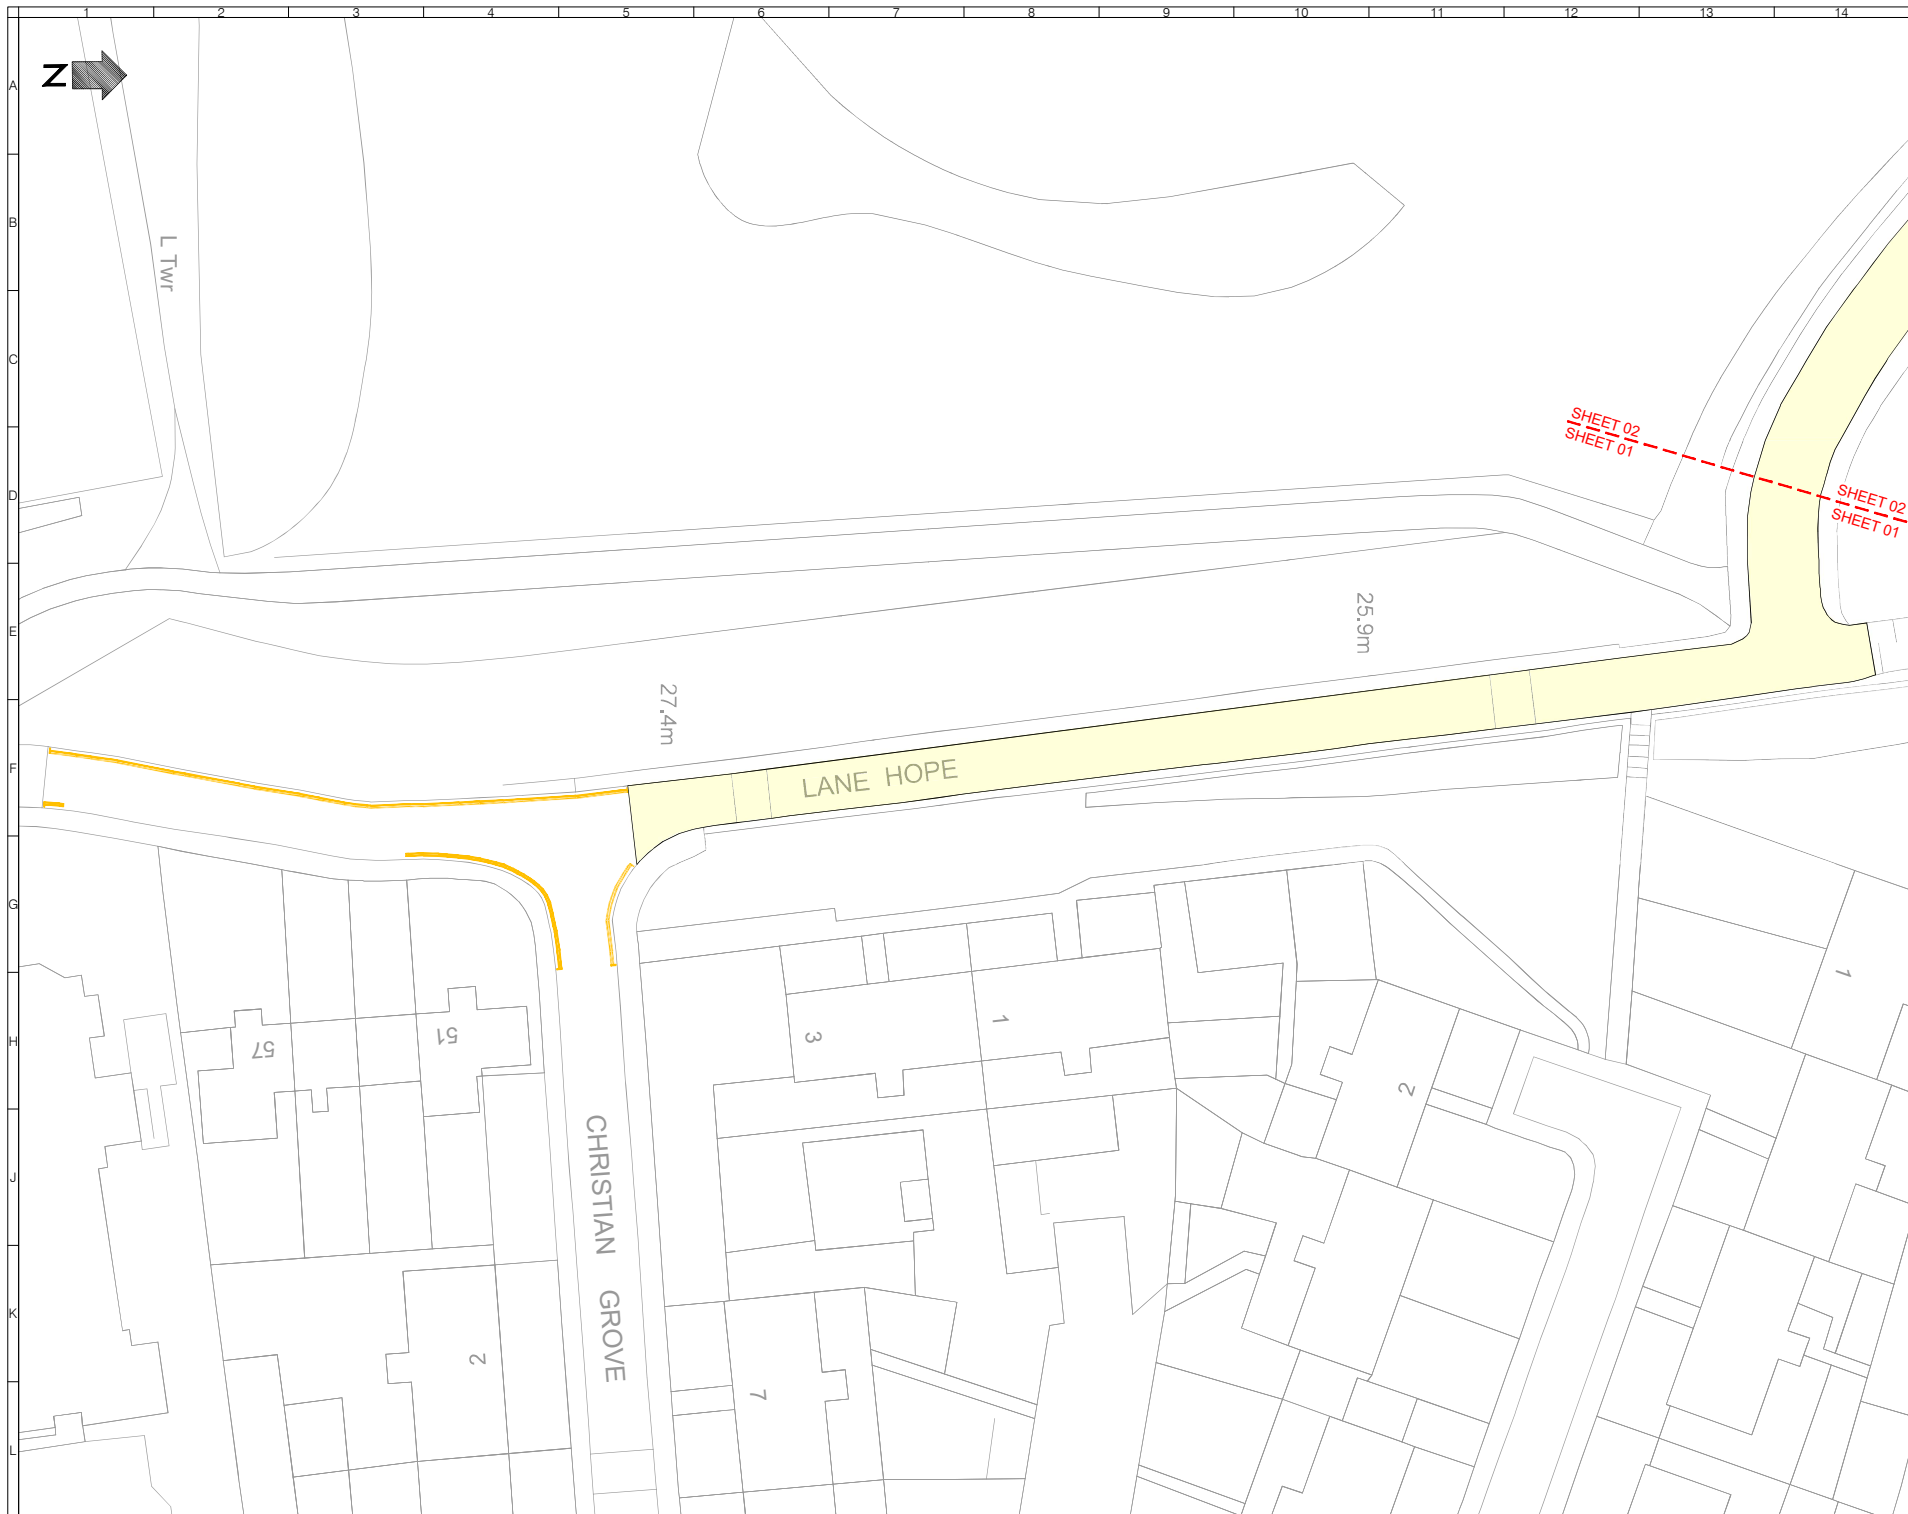 1 2 3 4 5 6 7 8 9 10 11 12 13 14
A
B
C
D
E
F
G
H
J
K
L
N
L Twr
SHEET 02
SHEET 01
SHEET 02
SHEET 01
25.9m
27.4m
LANE HOPE
1
57
51
3
1
2
CHRISTIAN GROVE
2
7